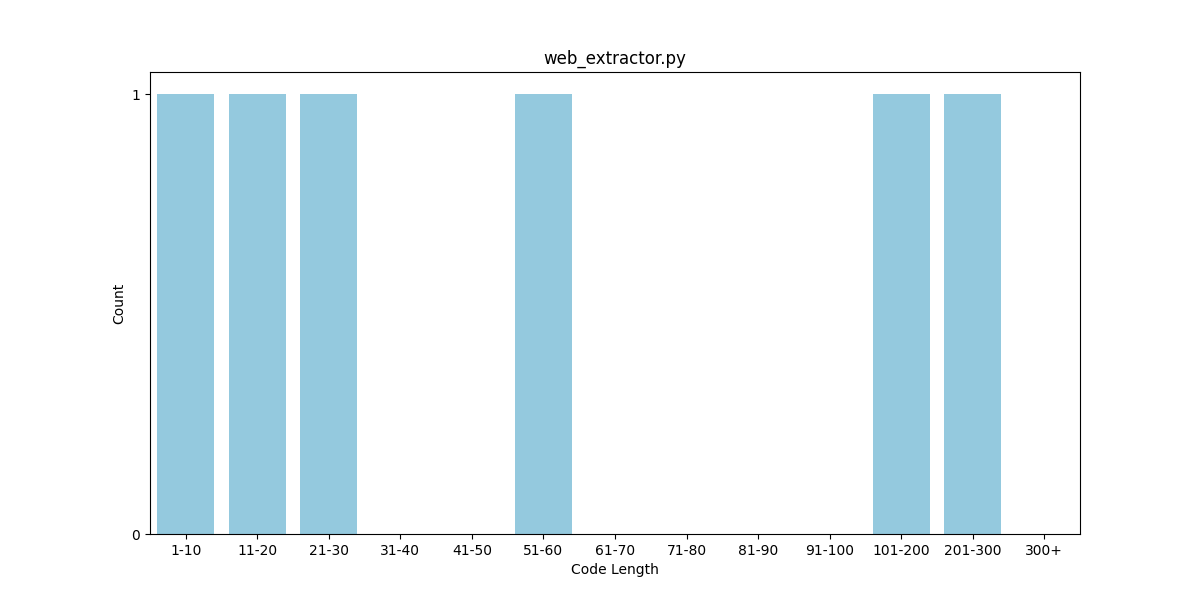 web_extractor.py
1
0
Count
1-10 11-20 21-30 31-40 41-50 51-60 61-70 71-80 81-90 91-100 101-200 201-300 300+
Code Length